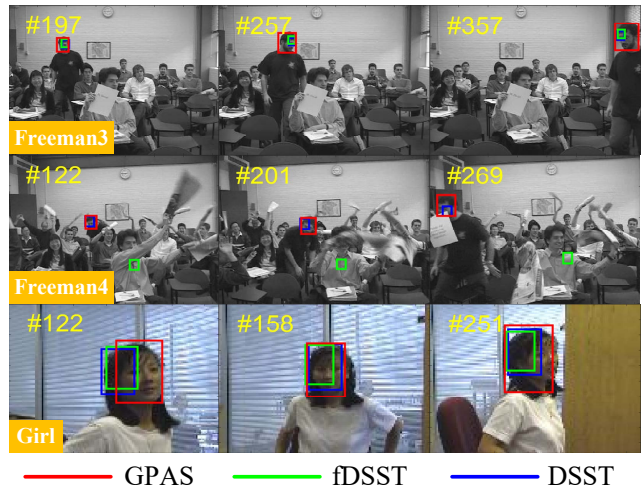 #197 #257 #357
Freeman3
#122 #201 #269
Freeman4
#122 #158 #251
Girl
GPAS fDSST DSST